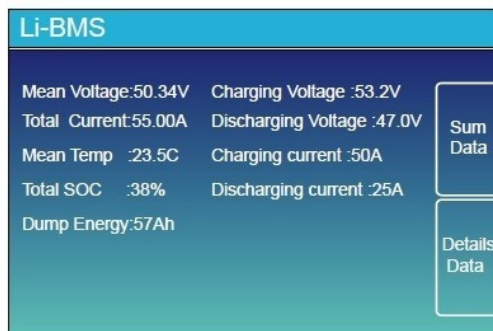 Li-BMS
Mean Voltage:50.34V
Total Current:55.00A
Mean Temp :23.5C
Total SOC :38%
Dump Energy:57Ah
Charging Voltage :53.2V
Discharging Voltage :47.0V
Charging current :50A
Discharging current :25A
Sum
Data
Details
Data